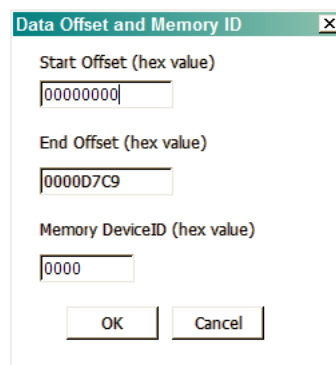 Data Offset and Memory ID
Start Offset (hex value)
00000000
End Offset (hex value)
0000D7C9
Memory DeviceID (hex value)
0000
OK Cancel